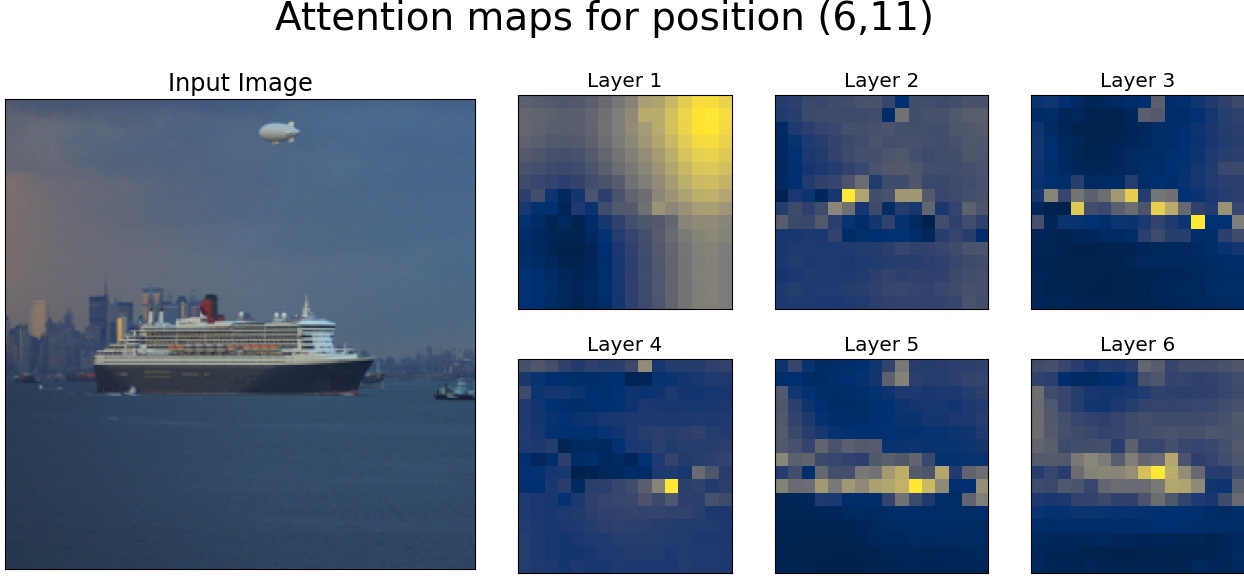 Attention maps for position (6,11)
Input Image
Layer 1
Layer 2
Layer 3
Layer 4
Layer 5
Layer 6